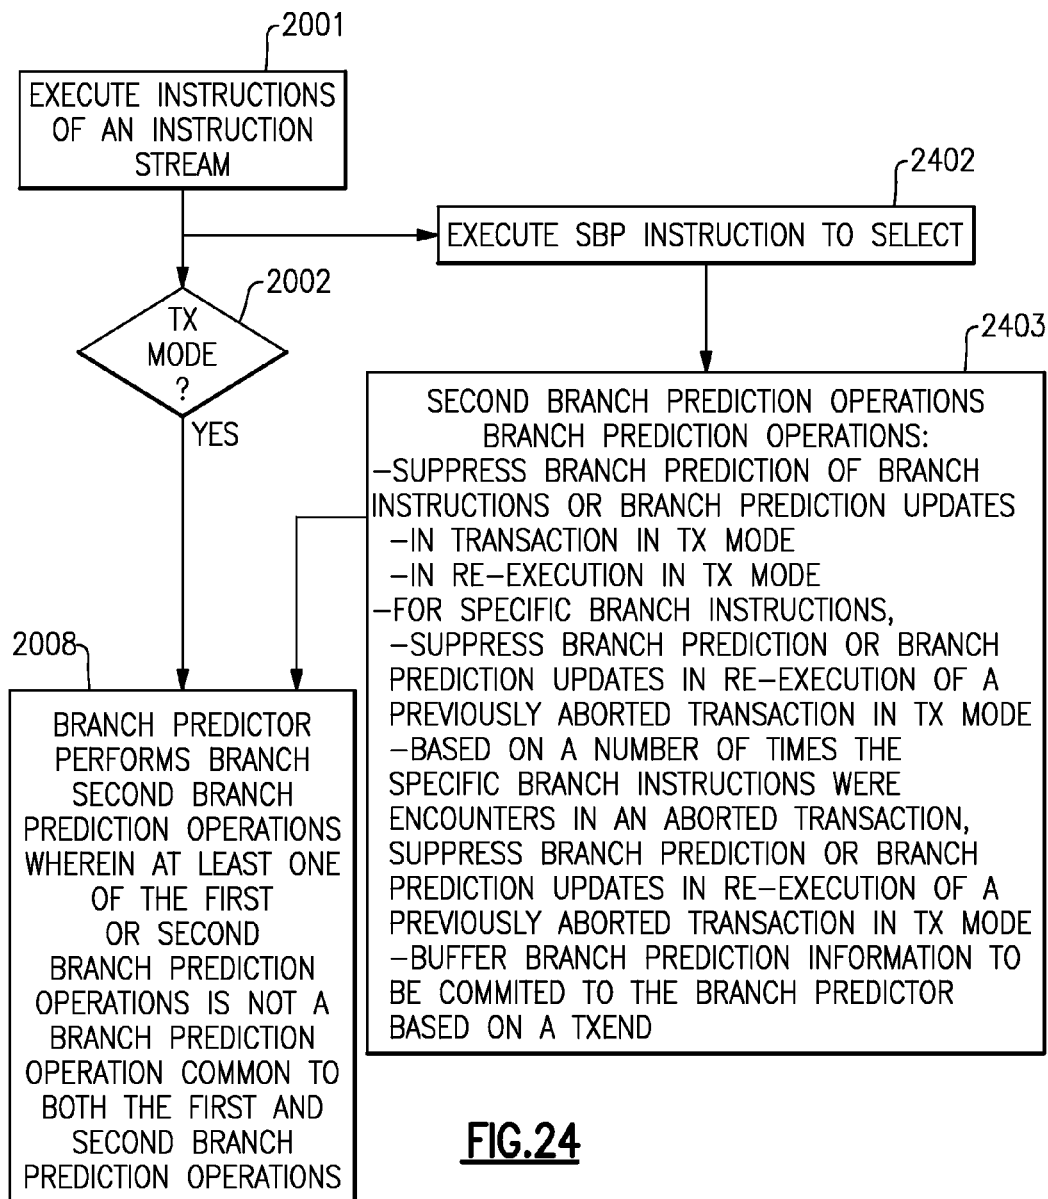 2001
EXECUTE INSTRUCTIONS
OF AN INSTRUCTION
STREAM
2402
EXECUTE SBP INSTRUCTION TO SELECT
2002
TX
MODE
?
YES
2403
SECOND BRANCH PREDICTION OPERATIONS
BRANCH PREDICTION OPERATIONS:
-SUPPRESS BRANCH PREDICTION OF BRANCH
INSTRUCTIONS OR BRANCH PREDICTION UPDATES
-IN TRANSACTION IN TX MODE
-IN RE-EXECUTION IN TX MODE
-FOR SPECIFIC BRANCH INSTRUCTIONS,
-SUPPRESS BRANCH PREDICTION OR BRANCH
PREDICTION UPDATES IN RE-EXECUTION OF A
PREVIOUSLY ABORTED TRANSACTION IN TX MODE
-BASED ON A NUMBER OF TIMES THE
SPECIFIC BRANCH INSTRUCTIONS WERE
ENCOUNTERS IN AN ABORTED TRANSACTION,
SUPPRESS BRANCH PREDICTION OR BRANCH
PREDICTION UPDATES IN RE-EXECUTION OF A
PREVIOUSLY ABORTED TRANSACTION IN TX MODE
-BUFFER BRANCH PREDICTION INFORMATION TO
BE COMMITED TO THE BRANCH PREDICTOR
BASED ON A TXEND
2008
BRANCH PREDICTOR
PERFORMS BRANCH
SECOND BRANCH
PREDICTION OPERATIONS
WHEREIN AT LEAST ONE
OF THE FIRST
OR SECOND
BRANCH PREDICTION
OPERATIONS IS NOT A
BRANCH PREDICTION
OPERATION COMMON TO
BOTH THE FIRST AND
SECOND BRANCH
PREDICTION OPERATIONS
FIG.24